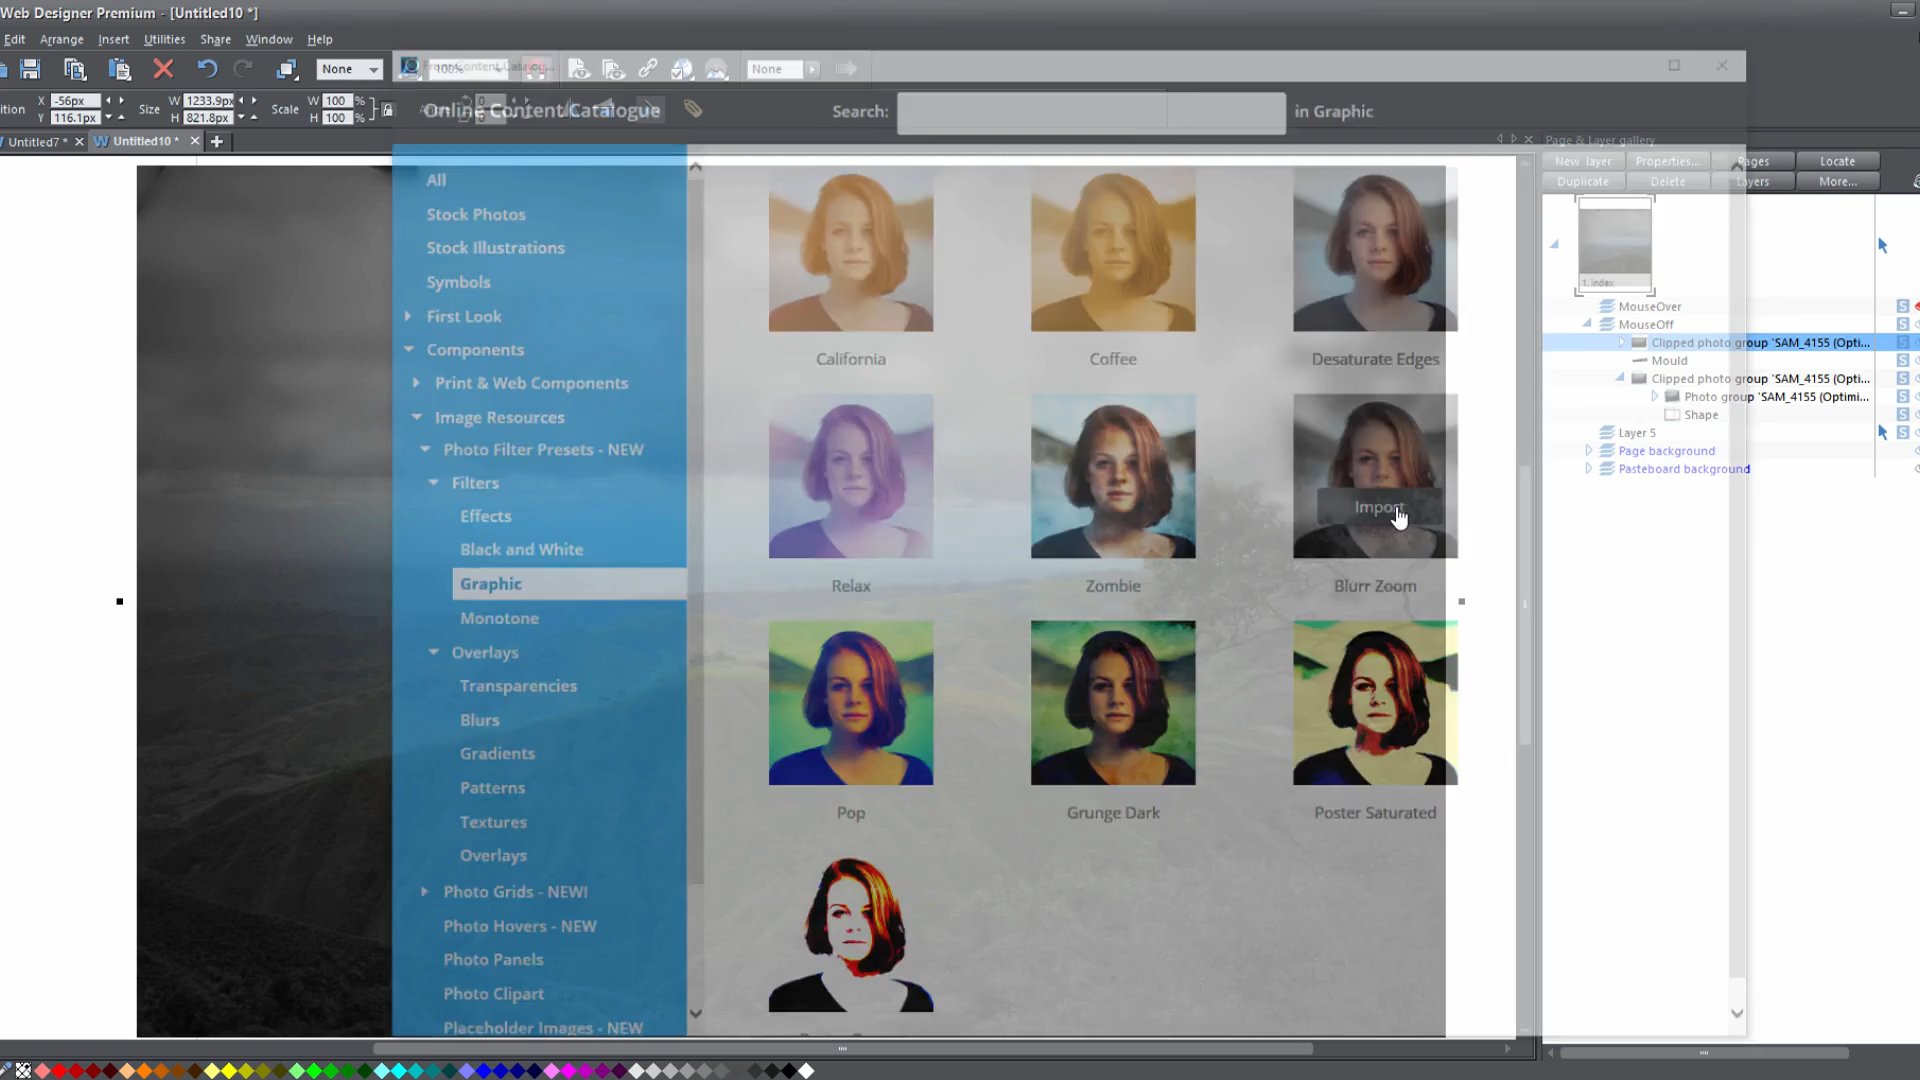 Web Designer Premium - [Untitled10 *]
Edit Arrange Insert Utilities Share Window Help
None 100% None
Content Catalogu...
ition X -56px Y 116.1px Size W 1233.9px H 821.8px Scale W 100 % H 100 %
Online Content Catalogue Search: in Graphic
Untitled7 * Untitled10 *
Page & Layer gallery
New layer Properties... Pages Locate
Duplicate Delete Layers More...
All
Stock Photos
Stock Illustrations
Symbols
First Look
Components
Print & Web Components
Image Resources
Photo Filter Presets - NEW
Filters
Effects
Black and White
Graphic
Monotone
Overlays
Transparencies
Blurs
Gradients
Patterns
Textures
Overlays
Photo Grids - NEW!
Photo Hovers - NEW
Photo Panels
Photo Clipart
Placeholder Images - NEW
California Coffee Desaturate Edges
Import
Relax Zombie Blurr Zoom
Pop Grunge Dark Poster Saturated
1. index
MouseOver S
MouseOff S
Clipped photo group 'SAM_4155 (Opti... S
Mould S
Clipped photo group 'SAM_4155 (Opti... S
Photo group 'SAM_4155 (Optimi... S
Shape S
Layer 5 S
Page background
Pasteboard background